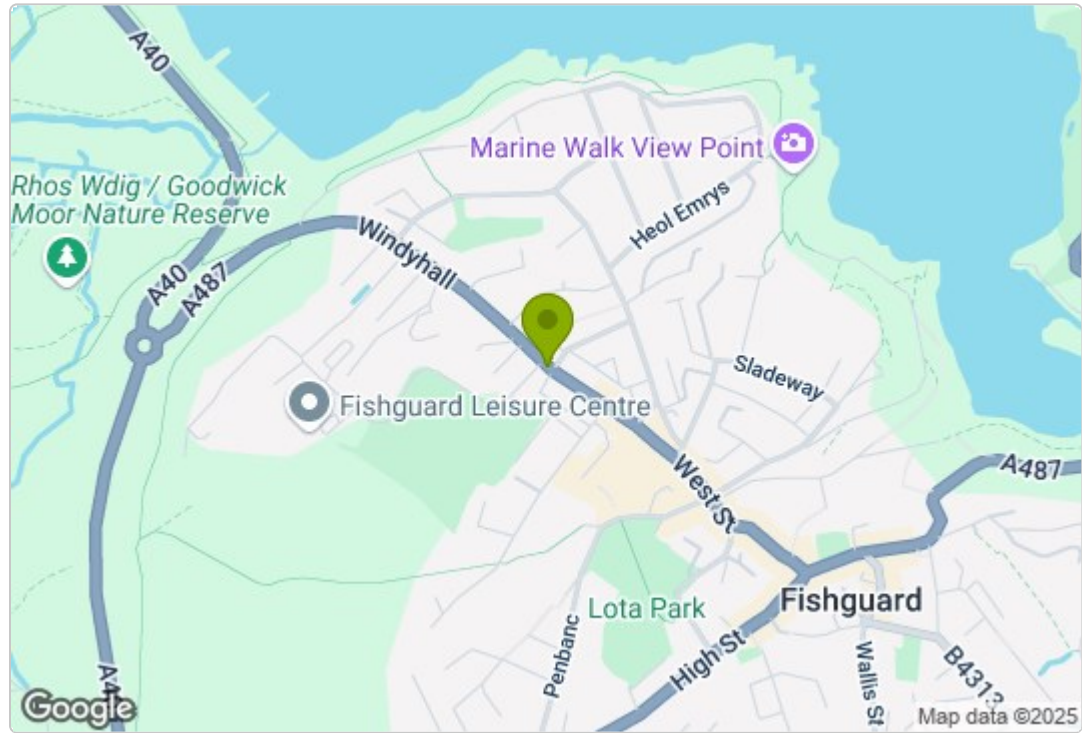 A40
Marine Walk View Point
Rhos Wdig / Goodwick
Moor Nature Reserve
Heol Emrys
Windyhall
A40
A487
Sladeway
Fishguard Leisure Centre
West St
A487
Lota Park
Fishguard
Penbanc
High St
Wallis St
B4313
Google
Map data ©2025